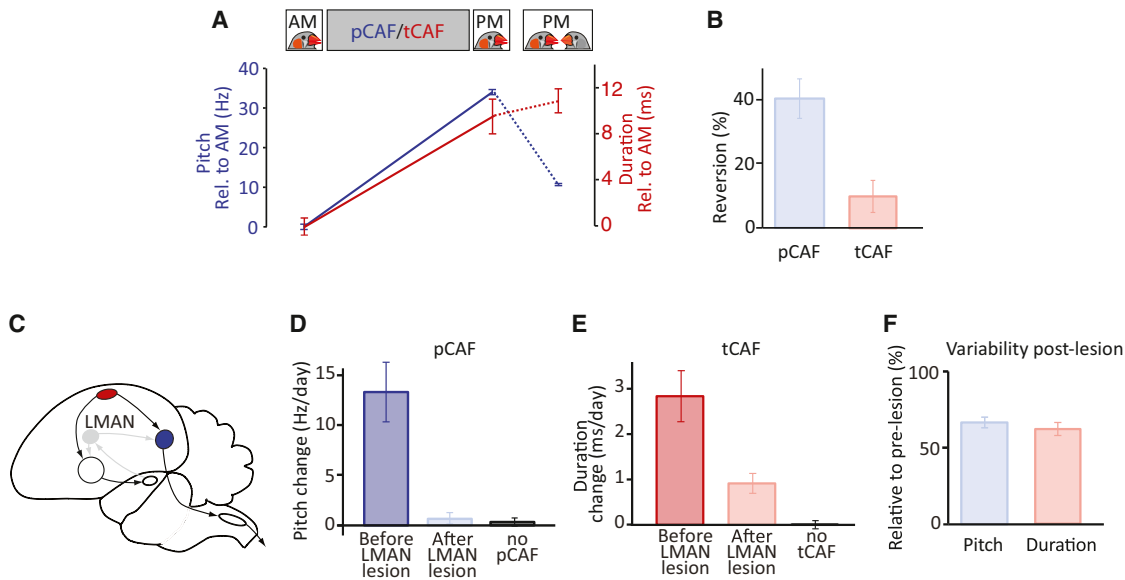 A
AM
pCAF/tCAF
PM
PM
Pitch
Rel. to AM (Hz)
40
30
20
10
0
12
8
4
0
Duration
Rel. to AM (ms)
B
Reversion (%)
40
20
0
pCAF
tCAF
C
LMAN
D
pCAF
Pitch change (Hz/day)
15
10
5
0
Before
LMAN
lesion
After
LMAN
lesion
no
pCAF
E
tCAF
Duration
change (ms/day)
3
2
1
0
Before
LMAN
lesion
After
LMAN
lesion
no
tCAF
F
Variability post-lesion
Relative to pre-lesion (%)
100
50
0
Pitch
Duration